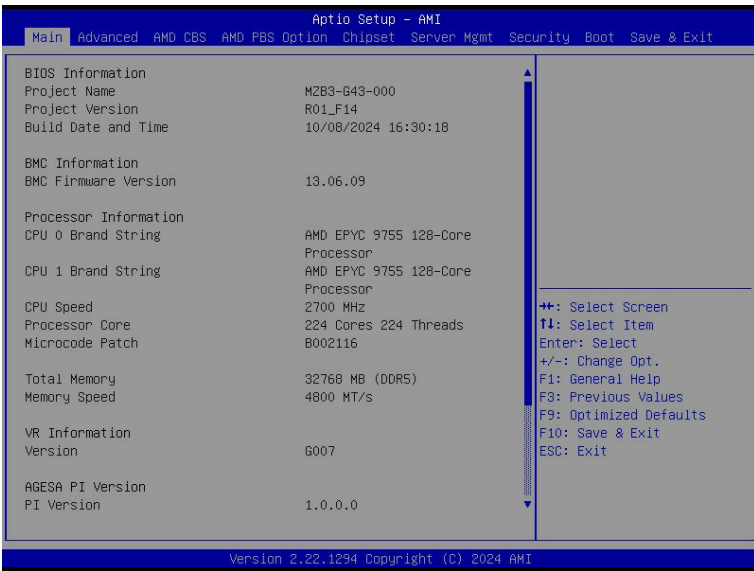 Aptio Setup - AMI
Main Advanced AMD CBS AMD PBS Option Chipset Server Mgmt Security Boot Save & Exit
BIOS Information
Project Name MZB3-G43-000
Project Version R01_F14
Build Date and Time 10/08/2024 16:30:18
BMC Information
BMC Firmware Version 13.06.09
Processor Information
CPU 0 Brand String AMD EPYC 9755 128-Core
Processor
CPU 1 Brand String AMD EPYC 9755 128-Core
Processor
CPU Speed 2700 MHz
Processor Core 224 Cores 224 Threads
Microcode Patch B002116
Total Memory 32768 MB (DDR5)
Memory Speed 4800 MT/s
VR Information
Version G007
AGESA PI Version
PI Version 1.0.0.0
→←: Select Screen
↑↓: Select Item
Enter: Select
+/-: Change Opt.
F1: General Help
F3: Previous Values
F9: Optimized Defaults
F10: Save & Exit
ESC: Exit
Version 2.22.1294 Copyright (C) 2024 AMI